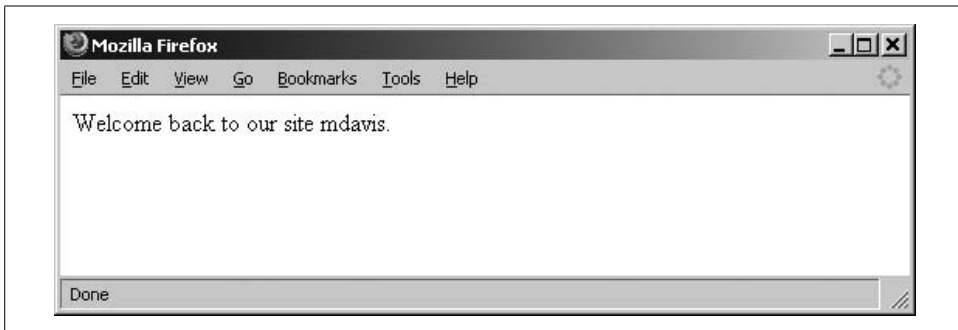 Mozilla Firefox
File Edit View Go Bookmarks Tools Help
Welcome back to our site mdavis.
Done